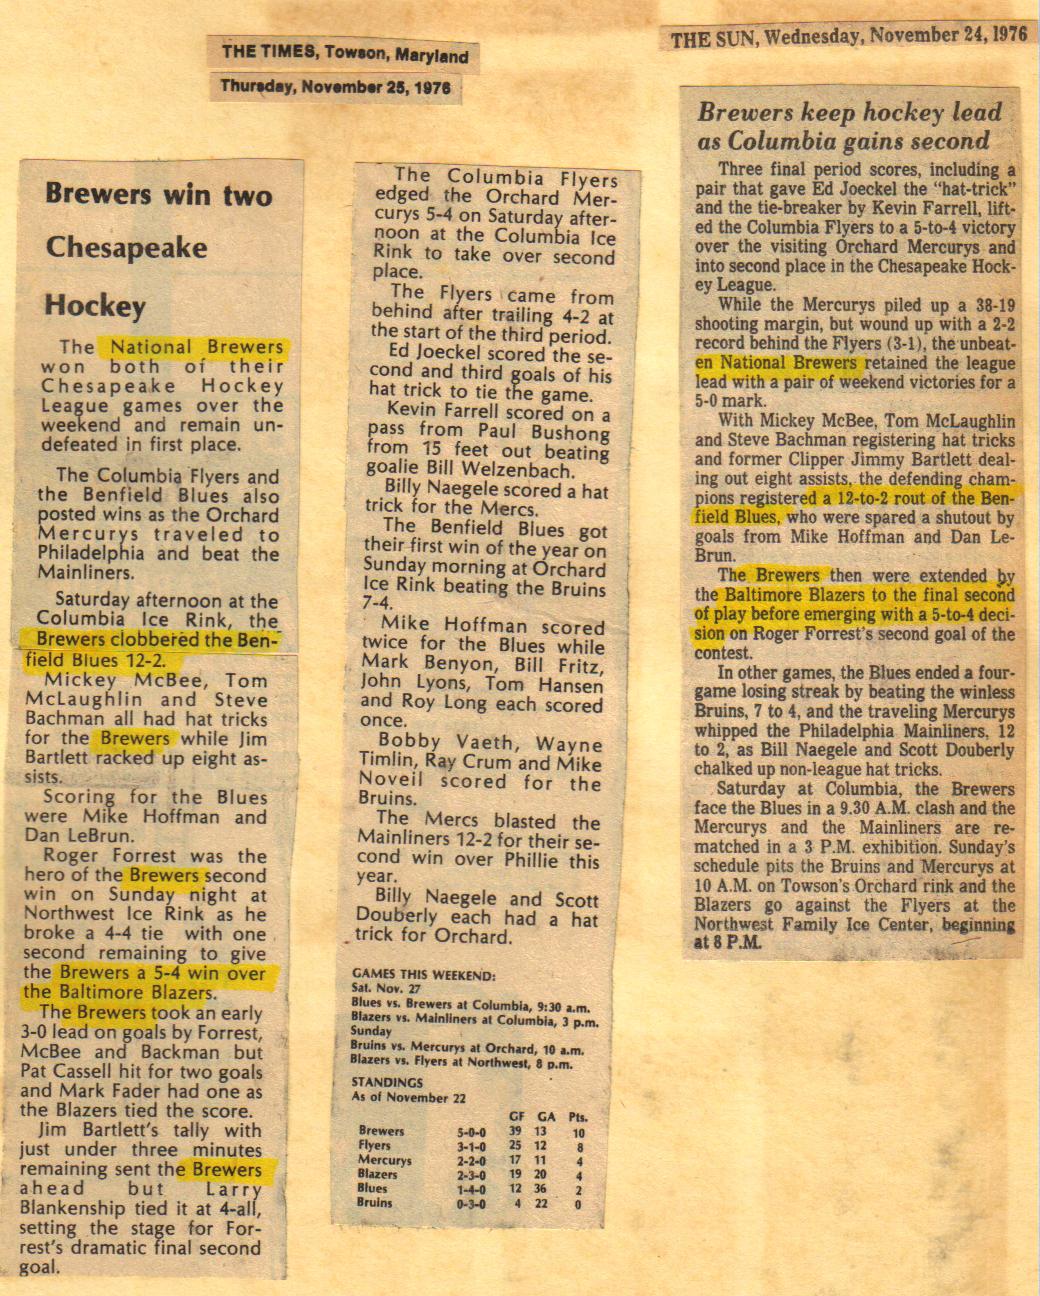 THE TIMES, Towson, Maryland
Thursday, November 25, 1976
Brewers win two
Chesapeake
Hockey
The National Brewers
won both of their
Chesapeake Hockey
League games over the
weekend and remain un-
defeated in first place.
The Columbia Flyers and
the Benfield Blues also
posted wins as the Orchard
Mercurys traveled to
Philadelphia and beat the
Mainliners.
Saturday afternoon at the
Columbia Ice Rink, the
Brewers clobbered the Ben-
field Blues 12-2.
Mickey McBee, Tom
McLaughlin and Steve
Bachman all had hat tricks
for the Brewers while Jim
Bartlett racked up eight as-
sists.
Scoring for the Blues
were Mike Hoffman and
Dan LeBrun.
Roger Forrest was the
hero of the Brewers second
win on Sunday night at
Northwest Ice Rink as he
broke a 4-4 tie with one
second remaining to give
the Brewers a 5-4 win over
the Baltimore Blazers.
The Brewers took an early
3-0 lead on goals by Forrest,
McBee and Backman but
Pat Cassell hit for two goals
and Mark Fader had one as
the Blazers tied the score.
Jim Bartlett's tally with
just under three minutes
remaining sent the Brewers
ahead but Larry
Blankenship tied it at 4-all,
setting the stage for For-
rest's dramatic final second
goal.
The Columbia Flyers
edged the Orchard Mer-
curys 5-4 on Saturday after-
noon at the Columbia Ice
Rink to take over second
place.
The Flyers came from
behind after trailing 4-2 at
the start of the third period.
Ed Joeckel scored the se-
cond and third goals of his
hat trick to tie the game.
Kevin Farrell scored on a
pass from Paul Bushong
from 15 feet out beating
goalie Bill Welzenbach.
Billy Naegele scored a hat
trick for the Mercs.
The Benfield Blues got
their first win of the year on
Sunday morning at Orchard
Ice Rink beating the Bruins
7-4.
Mike Hoffman scored
twice for the Blues while
Mark Benyon, Bill Fritz,
John Lyons, Tom Hansen
and Roy Long each scored
once.
Bobby Vaeth, Wayne
Timlin, Ray Crum and Mike
Noveil scored for the
Bruins.
The Mercs blasted the
Mainliners 12-2 for their se-
cond win over Phillie this
year.
Billy Naegele and Scott
Douberly each had a hat
trick for Orchard.
GAMES THIS WEEKEND:
Sat. Nov. 27
Blues vs. Brewers at Columbia, 9:30 a.m.
Blazers vs. Mainliners at Columbia, 3 p.m.
Sunday
Bruins vs. Mercurys at Orchard, 10 a.m.
Blazers vs. Flyers at Northwest, 8 p.m.
STANDINGS
As of November 22
GF GA Pts.
Brewers 5-0-0 39 13 10
Flyers 3-1-0 25 12 8
Mercurys 2-2-0 17 11 4
Blazers 2-3-0 19 20 4
Blues 1-4-0 12 36 2
Bruins 0-3-0 4 22 0
THE SUN, Wednesday, November 24, 1976
Brewers keep hockey lead
as Columbia gains second
Three final period scores, including a
pair that gave Ed Joeckel the "hat-trick"
and the tie-breaker by Kevin Farrell, lift-
ed the Columbia Flyers to a 5-to-4 victory
over the visiting Orchard Mercurys and
into second place in the Chesapeake Hock-
ey League.
While the Mercurys piled up a 38-19
shooting margin, but wound up with a 2-2
record behind the Flyers (3-1), the unbeat-
en National Brewers retained the league
lead with a pair of weekend victories for a
5-0 mark.
With Mickey McBee, Tom McLaughlin
and Steve Bachman registering hat tricks
and former Clipper Jimmy Bartlett deal-
ing out eight assists, the defending cham-
pions registered a 12-to-2 rout of the Ben-
field Blues, who were spared a shutout by
goals from Mike Hoffman and Dan Le-
Brun.
The Brewers then were extended by
the Baltimore Blazers to the final second
of play before emerging with a 5-to-4 deci-
sion on Roger Forrest's second goal of the
contest.
In other games, the Blues ended a four-
game losing streak by beating the winless
Bruins, 7 to 4, and the traveling Mercurys
whipped the Philadelphia Mainliners, 12
to 2, as Bill Naegele and Scott Douberly
chalked up non-league hat tricks.
Saturday at Columbia, the Brewers
face the Blues in a 9.30 A.M. clash and the
Mercurys and the Mainliners are re-
matched in a 3 P.M. exhibition. Sunday's
schedule pits the Bruins and Mercurys at
10 A.M. on Towson's Orchard rink and the
Blazers go against the Flyers at the
Northwest Family Ice Center, beginning
at 8 P.M.